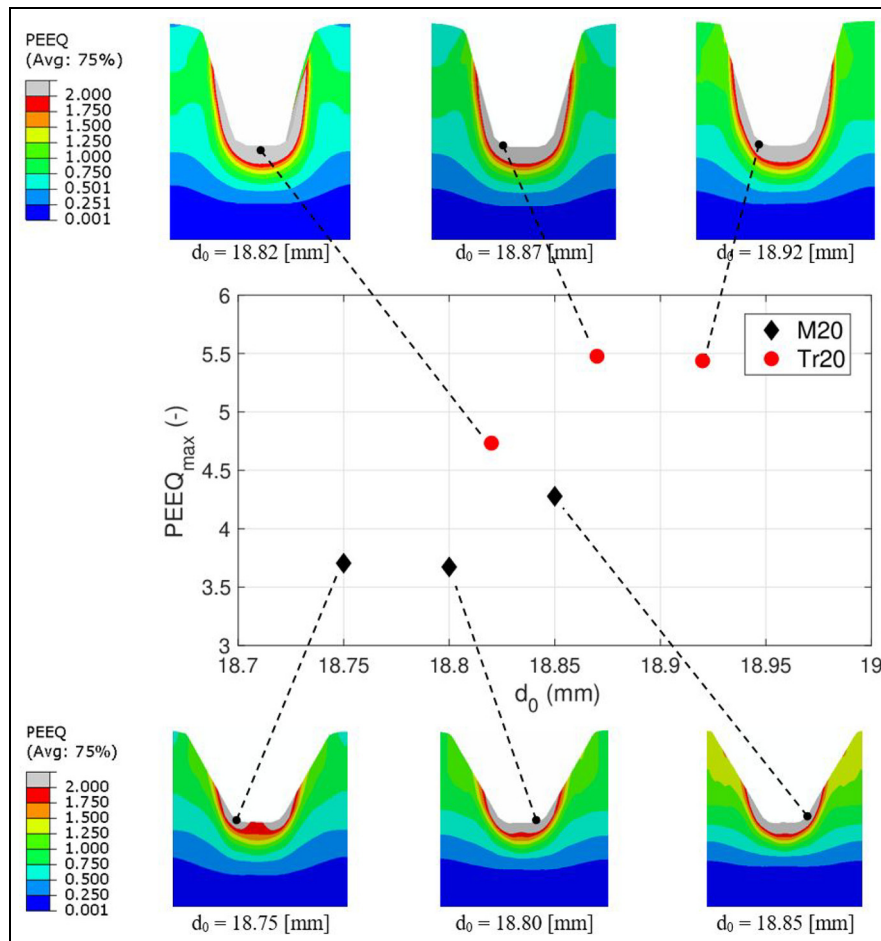 PEEQ
(Avg: 75%)
2.000
1.750
1.500
1.250
1.000
0.750
0.501
0.251
0.001
d0 = 18.82 [mm]
d0 = 18.87 [mm]
d0 = 18.92 [mm]
6
5.5
5
4.5
4
3.5
3
PEEQmax (-)
M20
Tr20
18.7
18.75
18.8
18.85
18.9
18.95
19
d0 (mm)
PEEQ
(Avg: 75%)
2.000
1.750
1.500
1.250
1.000
0.750
0.500
0.250
0.001
d0 = 18.75 [mm]
d0 = 18.80 [mm]
d0 = 18.85 [mm]